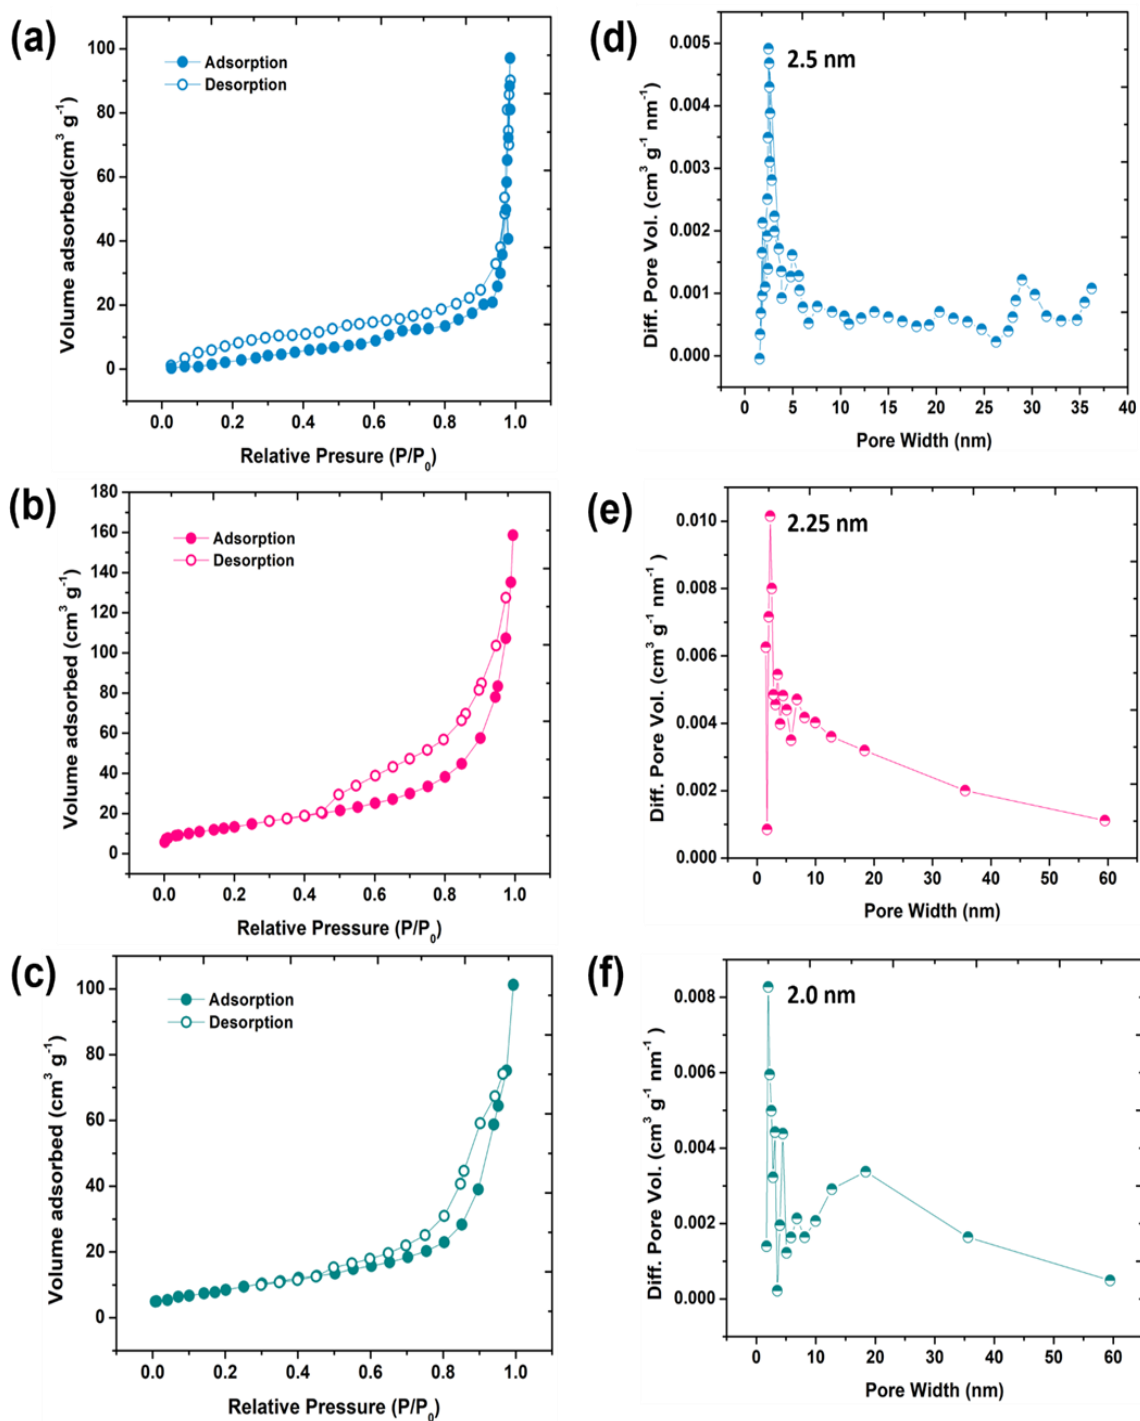 (a)
100
80
60
40
20
0
Volume adsorbed(cm³ g⁻¹)
Adsorption
Desorption
0.0 0.2 0.4 0.6 0.8 1.0
Relative Presure (P/P₀)
(d)
0.005
0.004
0.003
0.002
0.001
0.000
Diff. Pore Vol. (cm³ g⁻¹ nm⁻¹)
2.5 nm
0 5 10 15 20 25 30 35 40
Pore Width (nm)
(b)
180
160
140
120
100
80
60
40
20
0
Volume adsorbed (cm³ g⁻¹)
Adsorption
Desorption
0.0 0.2 0.4 0.6 0.8 1.0
Relative Pressure (P/P₀)
(e)
0.010
0.008
0.006
0.004
0.002
0.000
Diff. Pore Vol. (cm³ g⁻¹ nm⁻¹)
2.25 nm
0 10 20 30 40 50 60
Pore Width (nm)
(c)
100
80
60
40
20
0
Volume adsorbed (cm³ g⁻¹)
Adsorption
Desorption
0.0 0.2 0.4 0.6 0.8 1.0
Relative Pressure (P/P₀)
(f)
0.008
0.006
0.004
0.002
0.000
Diff. Pore Vol. (cm³ g⁻¹ nm⁻¹ )
2.0 nm
0 10 20 30 40 50 60
Pore Width (nm)